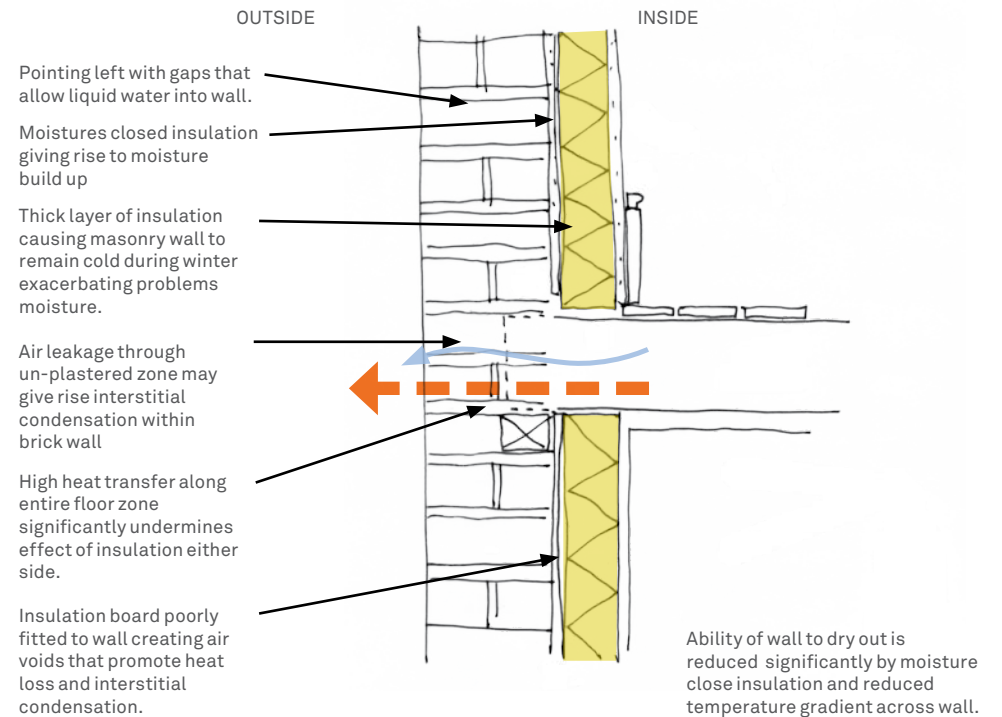 OUTSIDE
INSIDE
Pointing left with gaps that
allow liquid water into wall.
Moistures closed insulation
giving rise to moisture
build up
Thick layer of insulation
causing masonry wall to
remain cold during winter
exacerbating problems
moisture.
Air leakage through
un-plastered zone may
give rise interstitial
condensation within
brick wall
High heat transfer along
entire floor zone
significantly undermines
effect of insulation either
side.
Insulation board poorly
fitted to wall creating air
voids that promote heat
loss and interstitial
condensation.
Ability of wall to dry out is
reduced significantly by moisture
close insulation and reduced
temperature gradient across wall.